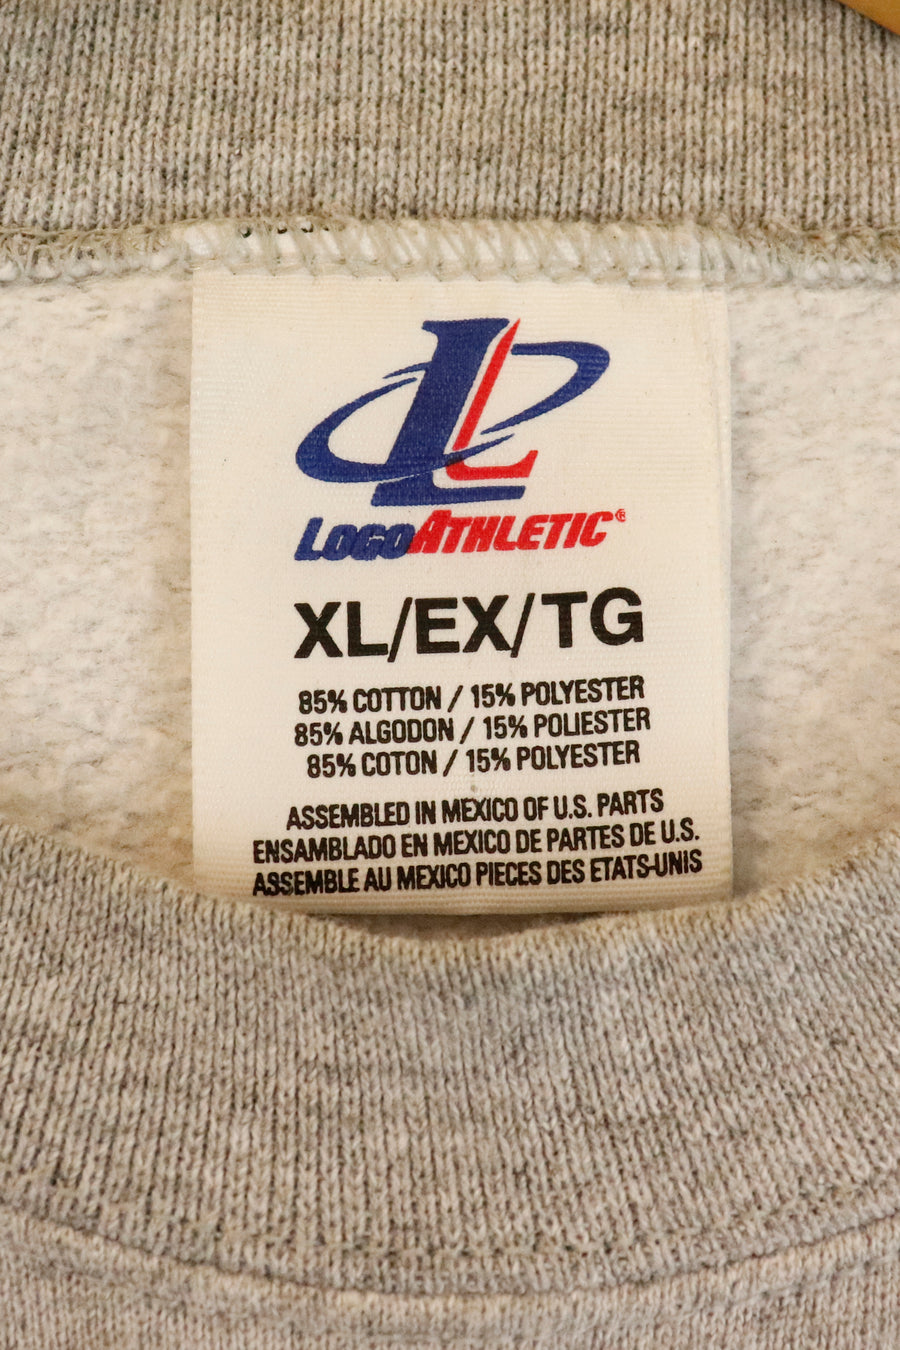 L
LOGOATHLETIC®
XL/EX/TG
85% COTTON / 15% POLYESTER
85% ALGODON / 15% POLIESTER
85% COTON / 15% POLYESTER
ASSEMBLED IN MEXICO OF U.S. PARTS
ENSAMBLADO EN MEXICO DE PARTES DE U.S.
ASSEMBLE AU MEXICO PIECES DES ETATS-UNIS